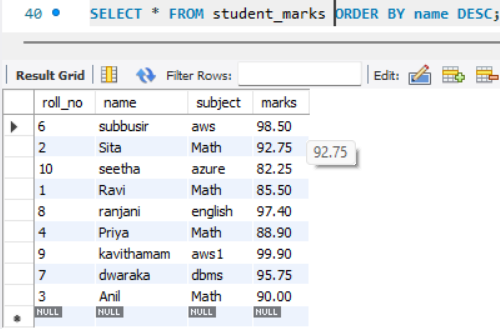 40 SELECT * FROM student_marks ORDER BY name DESC;
Result Grid Filter Rows: Edit:
roll_no name subject marks
6 subbusir aws 98.50
2 Sita Math 92.75 92.75
10 seetha azure 82.25
1 Ravi Math 85.50
8 ranjani english 97.40
4 Priya Math 88.90
9 kavithamam aws1 99.90
7 dwaraka dbms 95.75
3 Anil Math 90.00
NULL NULL NULL NULL